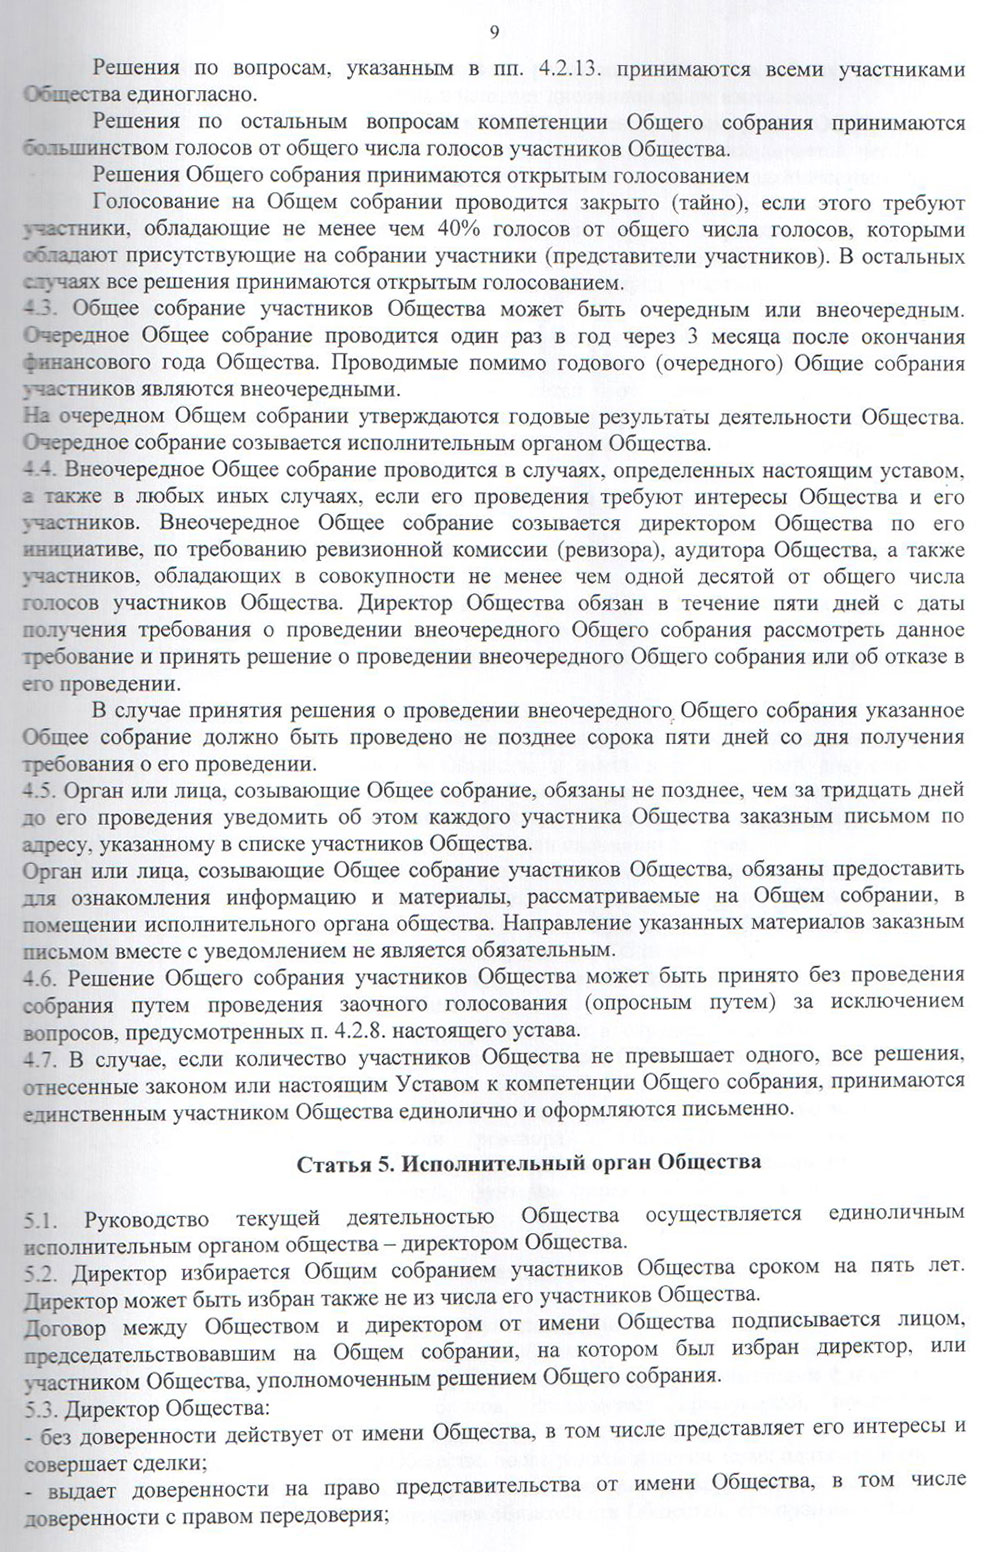 9
Решения по вопросам, указанным в пп. 4.2.13. принимаются всеми участниками
Общества единогласно.
Решения по остальным вопросам компетенции Общего собрания принимаются
большинством голосов от общего числа голосов участников Общества.
Решения Общего собрания принимаются открытым голосованием
Голосование на Общем собрании проводится закрыто (тайно), если этого требуют
участники, обладающие не менее чем 40% голосов от общего числа голосов, которыми
обладают присутствующие на собрании участники (представители участников). В остальных
случаях все решения принимаются открытым голосованием.
4.3. Общее собрание участников Общества может быть очередным или внеочередным.
Очередное Общее собрание проводится один раз в год через 3 месяца после окончания
финансового года Общества. Проводимые помимо годового (очередного) Общие собрания
участников являются внеочередными.
На очередном Общем собрании утверждаются годовые результаты деятельности Общества.
Очередное собрание созывается исполнительным органом Общества.
4.4. Внеочередное Общее собрание проводится в случаях, определенных настоящим уставом,
а также в любых иных случаях, если его проведения требуют интересы Общества и его
участников. Внеочередное Общее собрание созывается директором Общества по его
инициативе, по требованию ревизионной комиссии (ревизора), аудитора Общества, а также
участников, обладающих в совокупности не менее чем одной десятой от общего числа
голосов участников Общества. Директор Общества обязан в течение пяти дней с даты
получения требования о проведении внеочередного Общего собрания рассмотреть данное
требование и принять решение о проведении внеочередного Общего собрания или об отказе в
его проведении.
В случае принятия решения о проведении внеочередного Общего собрания указанное
Общее собрание должно быть проведено не позднее сорока пяти дней со дня получения
требования о его проведении.
4.5. Орган или лица, созывающие Общее собрание, обязаны не позднее, чем за тридцать дней
до его проведения уведомить об этом каждого участника Общества заказным письмом по
адресу, указанному в списке участников Общества.
Орган или лица, созывающие Общее собрание участников Общества, обязаны предоставить
для ознакомления информацию и материалы, рассматриваемые на Общем собрании, в
помещении исполнительного органа общества. Направление указанных материалов заказным
письмом вместе с уведомлением не является обязательным.
4.6. Решение Общего собрания участников Общества может быть принято без проведения
собрания путем проведения заочного голосования (опросным путем) за исключением
вопросов, предусмотренных п. 4.2.8. настоящего устава.
4.7. В случае, если количество участников Общества не превышает одного, все решения,
отнесенные законом или настоящим Уставом к компетенции Общего собрания, принимаются
единственным участником Общества единолично и оформляются письменно.
Статья 5. Исполнительный орган Общества
5.1. Руководство текущей деятельностью Общества осуществляется единоличным
исполнительным органом общества – директором Общества.
5.2. Директор избирается Общим собранием участников Общества сроком на пять лет.
Директор может быть избран также не из числа его участников Общества.
Договор между Обществом и директором от имени Общества подписывается лицом,
председательствовавшим на Общем собрании, на котором был избран директор, или
участником Общества, уполномоченным решением Общего собрания.
5.3. Директор Общества:
- без доверенности действует от имени Общества, в том числе представляет его интересы и
совершает сделки;
- выдает доверенности на право представительства от имени Общества, в том числе
доверенности с правом передоверия;